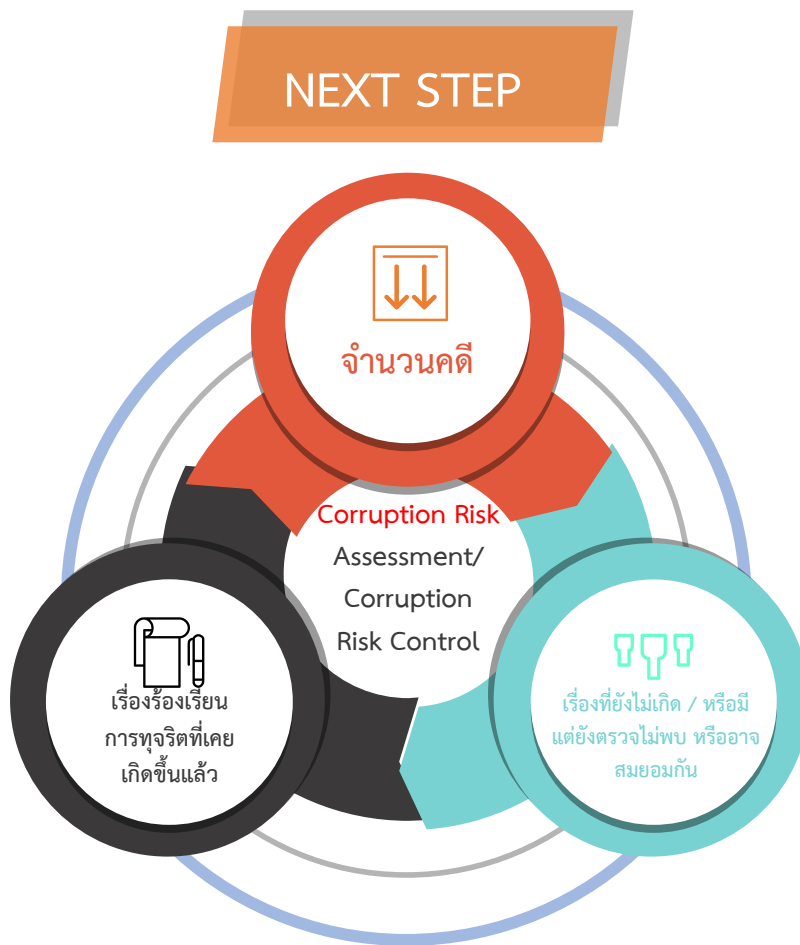 NEXT STEP
จำนวนคดี
Corruption Risk
Assessment/
Corruption
Risk Control
เรื่องร้องเรียน
การทุจริตที่เคย
เกิดขึ้นแล้ว
เรื่องที่ยังไม่เกิด / หรือมี
แต่ยังตรวจไม่พบ หรืออาจ
สมยอมกัน